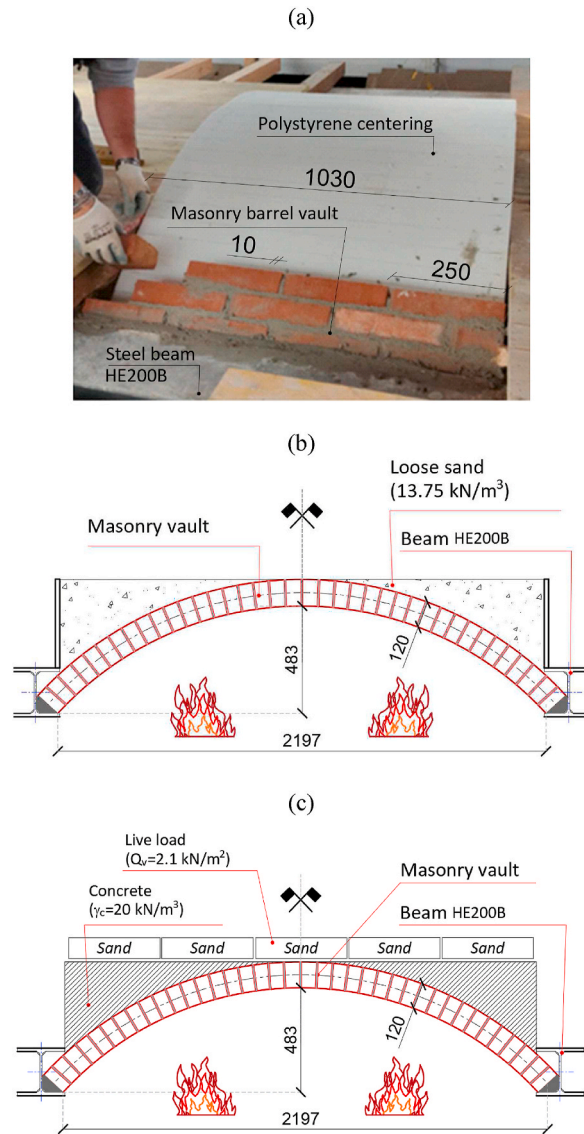 (a)
Polystyrene centering
1030
Masonry barrel vault
10
250
Steel beam
HE200B
(b)
Loose sand
(13.75 kN/m³)
Masonry vault
Beam HE200B
483
120
2197
(c)
Live load
(Qᵥ=2.1 kN/m²)
Masonry vault
Concrete
(γc=20 kN/m³)
Beam HE200B
Sand Sand Sand Sand Sand
483
120
2197